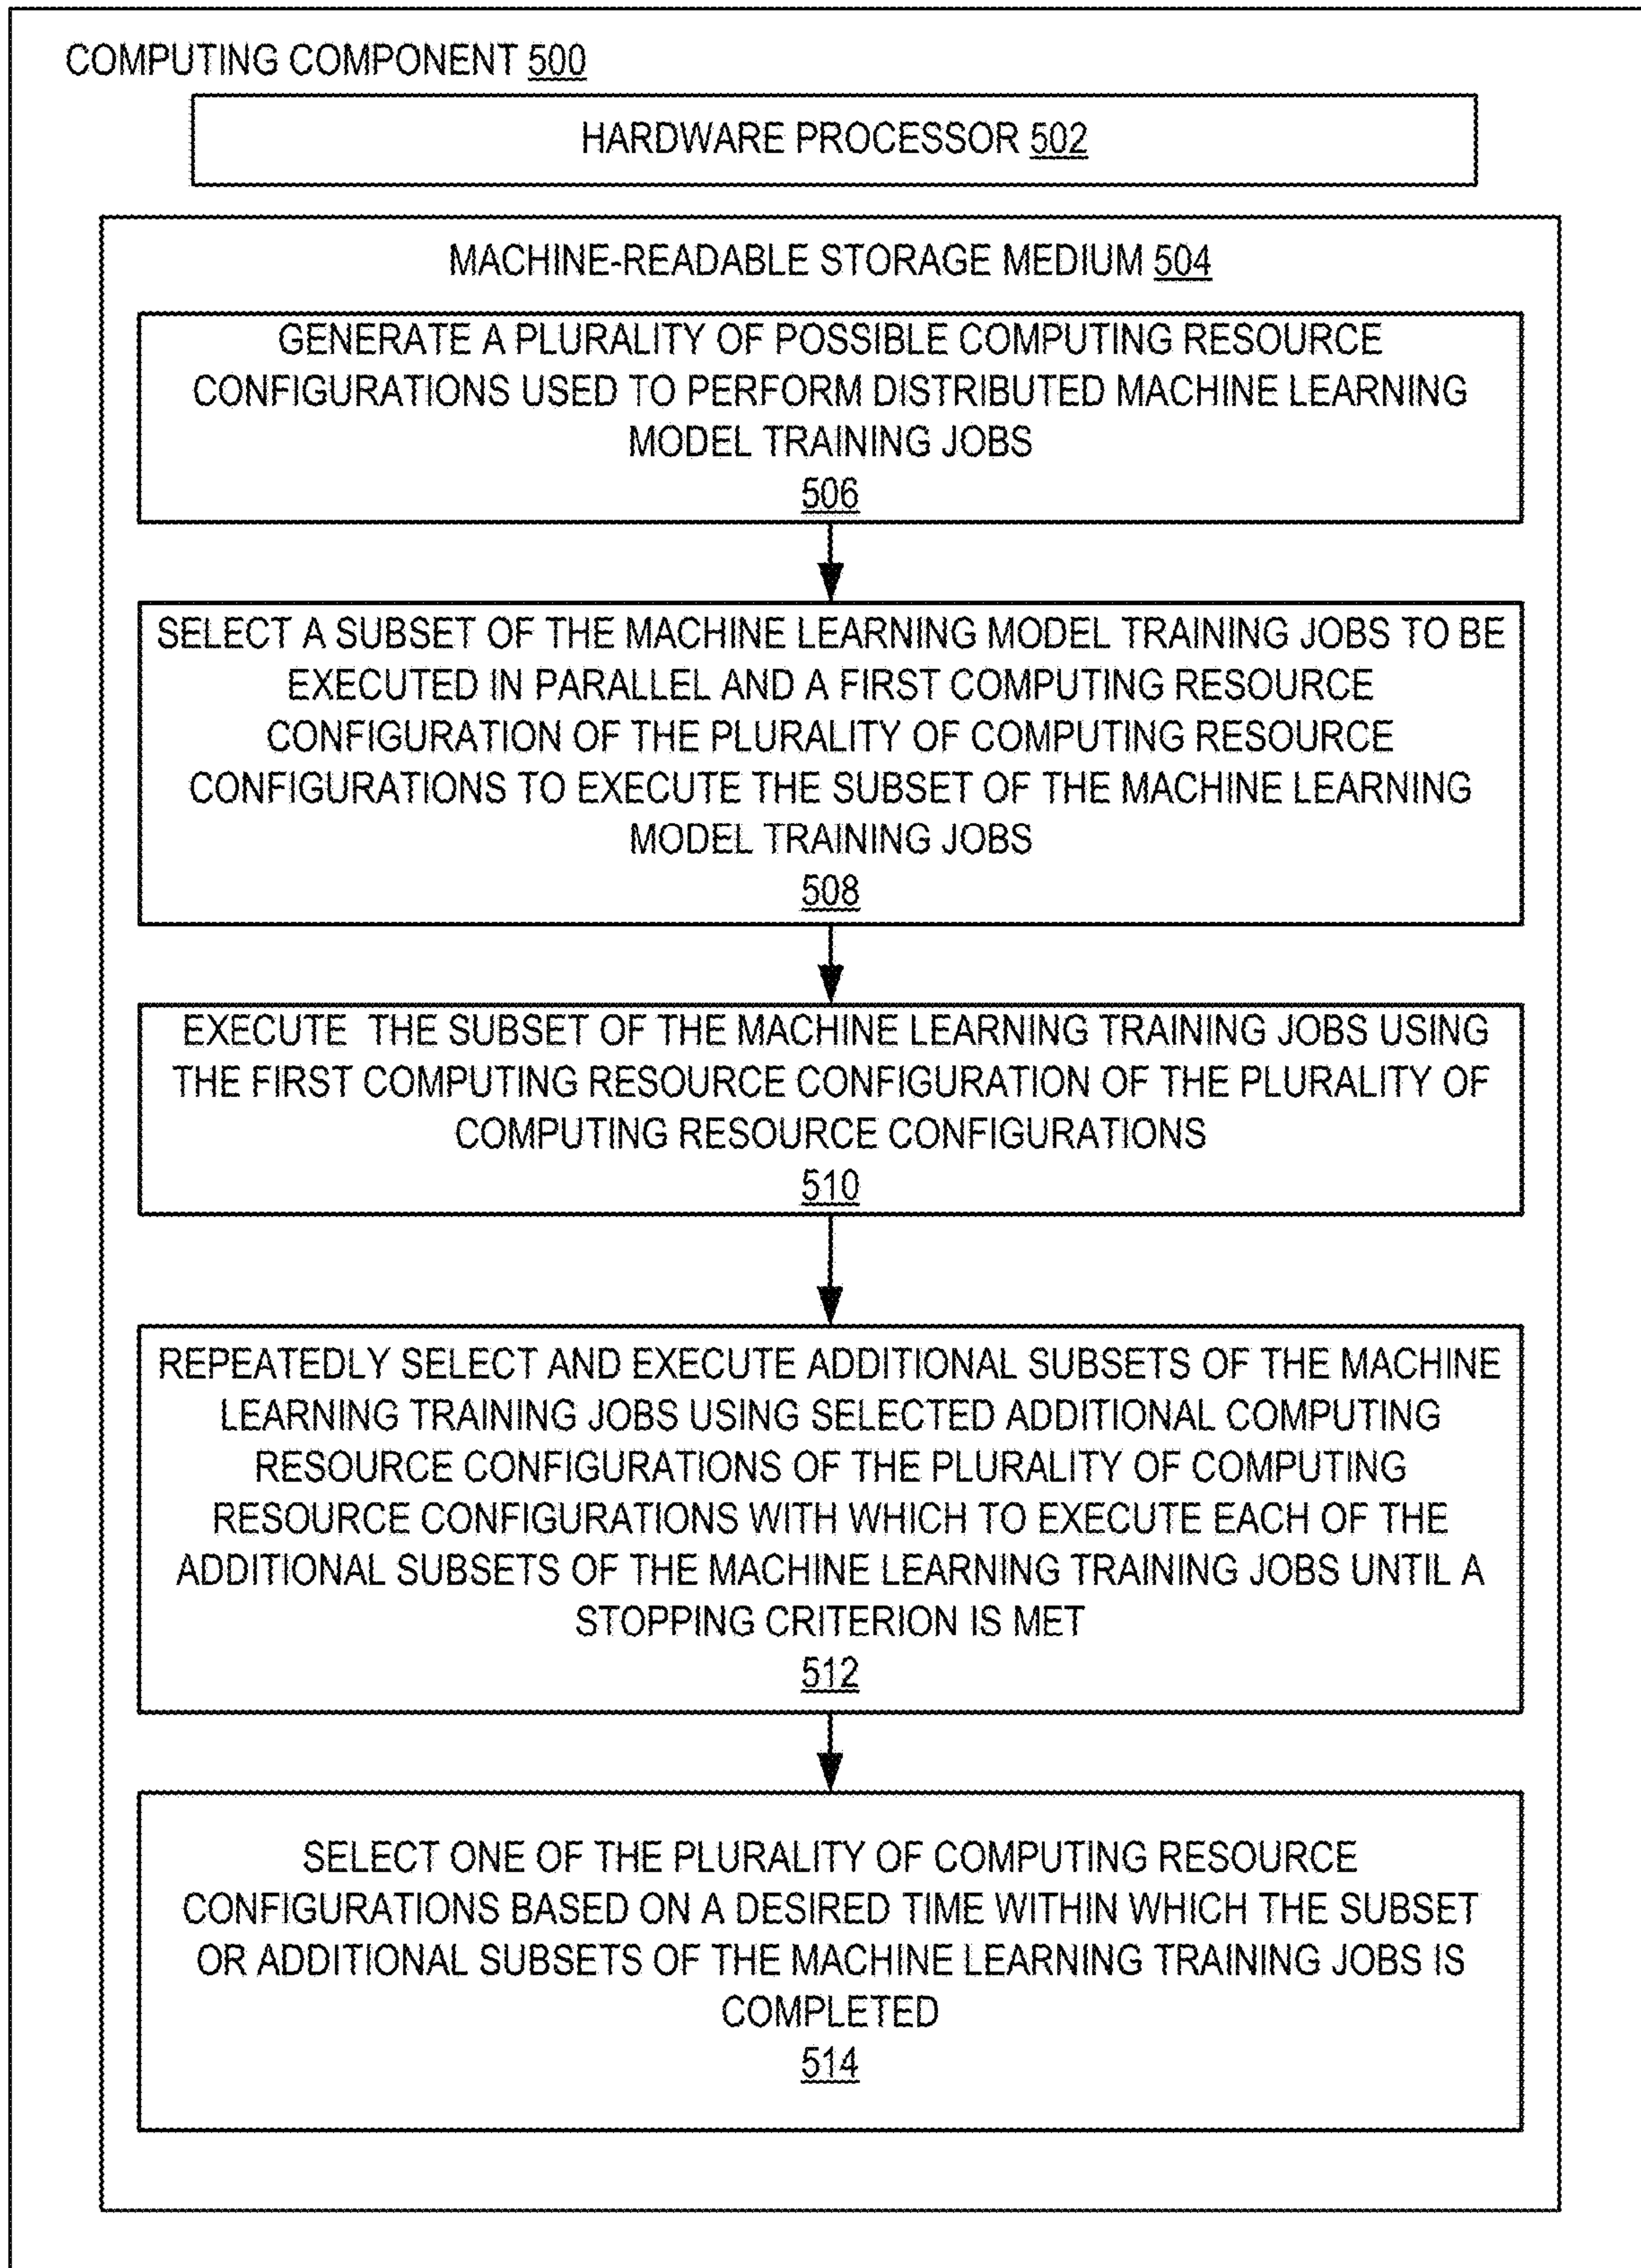 COMPUTING COMPONENT 500
HARDWARE PROCESSOR 502
MACHINE-READABLE STORAGE MEDIUM 504
GENERATE A PLURALITY OF POSSIBLE COMPUTING RESOURCE
CONFIGURATIONS USED TO PERFORM DISTRIBUTED MACHINE LEARNING
MODEL TRAINING JOBS
506
SELECT A SUBSET OF THE MACHINE LEARNING MODEL TRAINING JOBS TO BE
EXECUTED IN PARALLEL AND A FIRST COMPUTING RESOURCE
CONFIGURATION OF THE PLURALITY OF COMPUTING RESOURCE
CONFIGURATIONS TO EXECUTE THE SUBSET OF THE MACHINE LEARNING
MODEL TRAINING JOBS
508
EXECUTE THE SUBSET OF THE MACHINE LEARNING TRAINING JOBS USING
THE FIRST COMPUTING RESOURCE CONFIGURATION OF THE PLURALITY OF
COMPUTING RESOURCE CONFIGURATIONS
510
REPEATEDLY SELECT AND EXECUTE ADDITIONAL SUBSETS OF THE MACHINE
LEARNING TRAINING JOBS USING SELECTED ADDITIONAL COMPUTING
RESOURCE CONFIGURATIONS OF THE PLURALITY OF COMPUTING
RESOURCE CONFIGURATIONS WITH WHICH TO EXECUTE EACH OF THE
ADDITIONAL SUBSETS OF THE MACHINE LEARNING TRAINING JOBS UNTIL A
STOPPING CRITERION IS MET
512
SELECT ONE OF THE PLURALITY OF COMPUTING RESOURCE
CONFIGURATIONS BASED ON A DESIRED TIME WITHIN WHICH THE SUBSET
OR ADDITIONAL SUBSETS OF THE MACHINE LEARNING TRAINING JOBS IS
COMPLETED
514